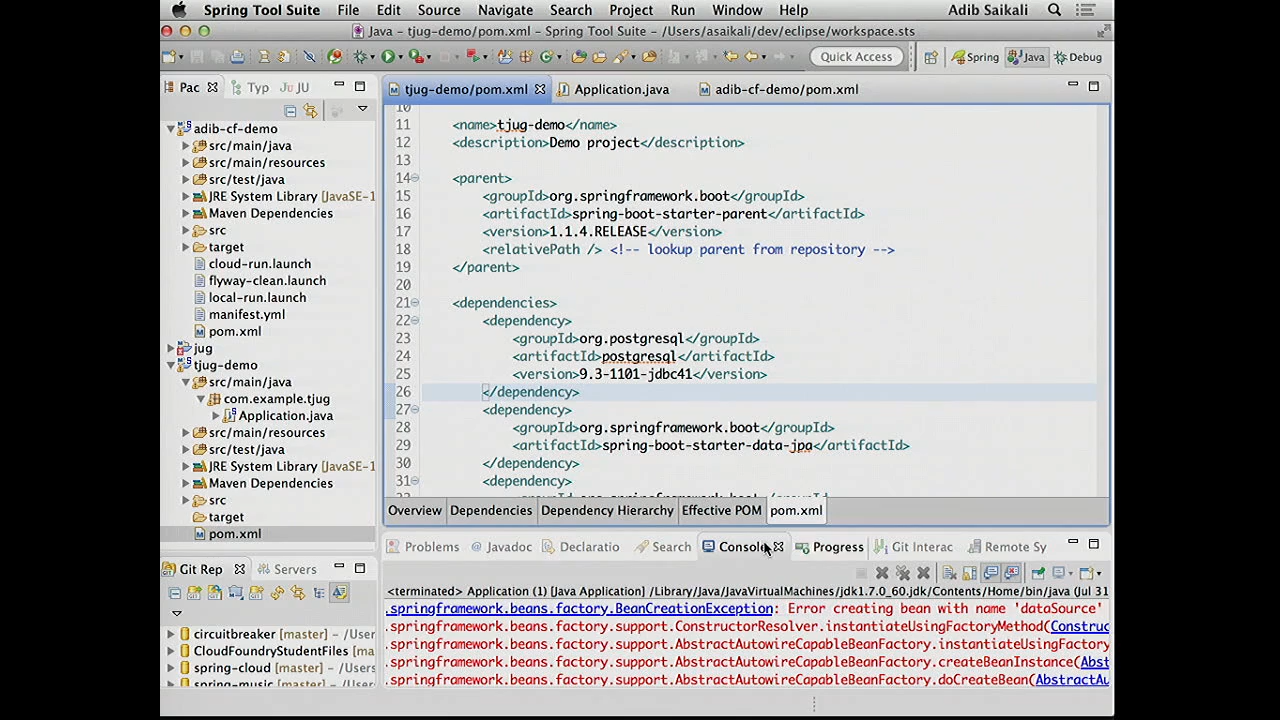 Spring Tool Suite File Edit Source Navigate Search Project Run Window Help Adib Saikali
Java - tjug-demo/pom.xml - Spring Tool Suite - /Users/asaikali/dev/eclipse/workspace.sts
Quick Access Spring Java Debug
Pac Typ JU
adib-cf-demo
src/main/java
src/main/resources
src/test/java
JRE System Library [JavaSE-1
Maven Dependencies
src
target
cloud-run.launch
flyway-clean.launch
local-run.launch
manifest.yml
pom.xml
jug
tjug-demo
src/main/java
com.example.tjug
Application.java
src/main/resources
src/test/java
JRE System Library [JavaSE-1
Maven Dependencies
src
target
pom.xml
Git Rep Servers
circuitbreaker [master] - /User
CloudFoundryStudentFiles [
spring-cloud [master] - /Users
spring-music [master] - /Users
tjug-demo/pom.xml Application.java adib-cf-demo/pom.xml
10
11 <name>tjug-demo</name>
12 <description>Demo project</description>
13
14 <parent>
15 <groupId>org.springframework.boot</groupId>
16 <artifactId>spring-boot-starter-parent</artifactId>
17 <version>1.1.4.RELEASE</version>
18 <relativePath /> <!-- lookup parent from repository -->
19 </parent>
20
21 <dependencies>
22 <dependency>
23 <groupId>org.postgresql</groupId>
24 <artifactId>postgresql</artifactId>
25 <version>9.3-1101-jdbc41</version>
26 </dependency>
27 <dependency>
28 <groupId>org.springframework.boot</groupId>
29 <artifactId>spring-boot-starter-data-jpa</artifactId>
30 </dependency>
31 <dependency>
Overview Dependencies Dependency Hierarchy Effective POM pom.xml
Problems Javadoc Declaratio Search Console Progress Git Interac Remote Sy
<terminated> Application (1) [Java Application] /Library/Java/JavaVirtualMachines/jdk1.7.0_60.jdk/Contents/Home/bin/java (Jul 31
.springframework.beans.factory.BeanCreationException: Error creating bean with name 'dataSource'
.springframework.beans.factory.support.ConstructorResolver.instantiateUsingFactoryMethod(Construc
.springframework.beans.factory.support.AbstractAutowireCapableBeanFactory.instantiateUsingFactory
.springframework.beans.factory.support.AbstractAutowireCapableBeanFactory.createBeanInstance(Abst
.springframework.beans.factory.support.AbstractAutowireCapableBeanFactory.doCreateBean(AbstractAu